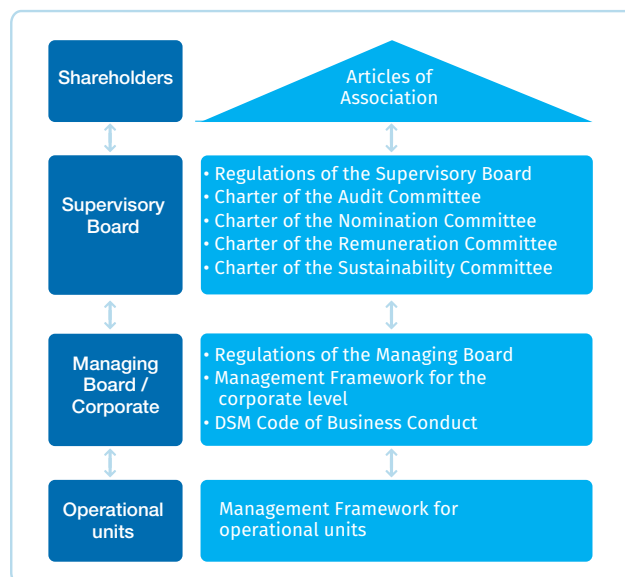 Shareholders
Articles of
Association
Supervisory
Board
• Regulations of the Supervisory Board
• Charter of the Audit Committee
• Charter of the Nomination Committee
• Charter of the Remuneration Committee
• Charter of the Sustainability Committee
Managing
Board /
Corporate
• Regulations of the Managing Board
• Management Framework for the
corporate level
• DSM Code of Business Conduct
Operational
units
Management Framework for
operational units